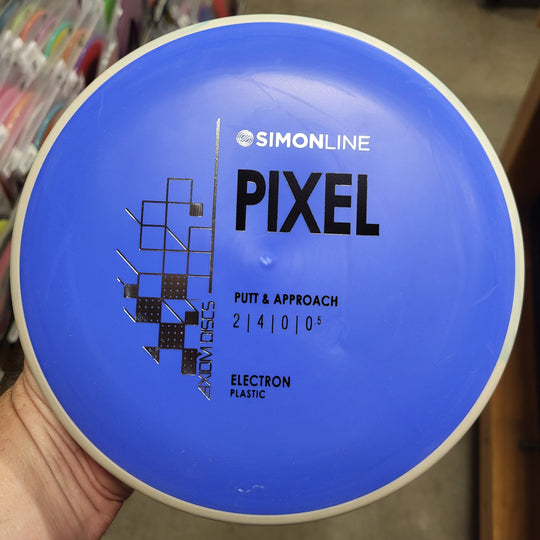 SIMONLINE
PIXEL
PUTT & APPROACH
2 | 4 | 0 | 0.5
ELECTRON
PLASTIC
AXIOM DISCS